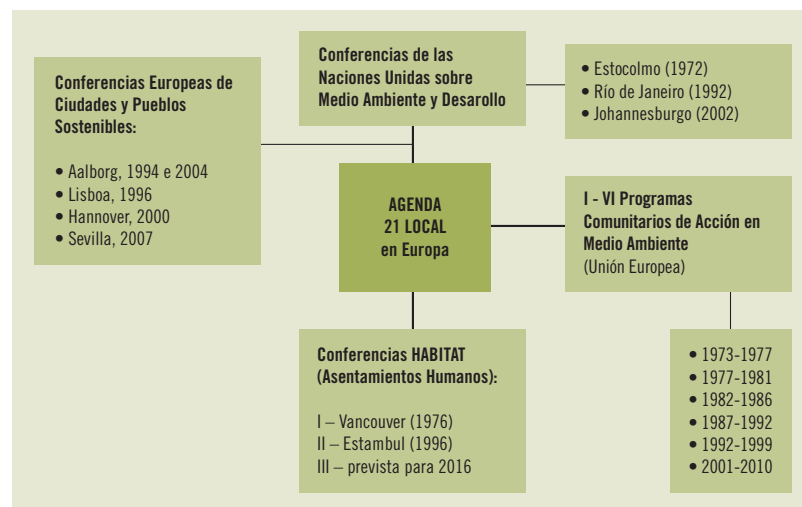 Conferencias Europeas de
Ciudades y Pueblos
Sostenibles:
• Aalborg, 1994 e 2004
• Lisboa, 1996
• Hannover, 2000
• Sevilla, 2007
Conferencias de las
Naciones Unidas sobre
Medio Ambiente y Desarollo
• Estocolmo (1972)
• Río de Janeiro (1992)
• Johannesburgo (2002)
AGENDA
21 LOCAL
en Europa
I - VI Programas
Comunitarios de Acción en
Medio Ambiente
(Unión Europea)
Conferencias HABITAT
(Asentamientos Humanos):
I – Vancouver (1976)
II – Estambul (1996)
III – prevista para 2016
• 1973-1977
• 1977-1981
• 1982-1986
• 1987-1992
• 1992-1999
• 2001-2010